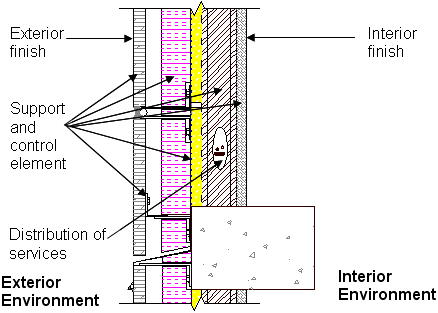 Exterior
finish
Interior
finish
Support
and
control
element
Distribution of
services
Exterior
Environment
Interior
Environment